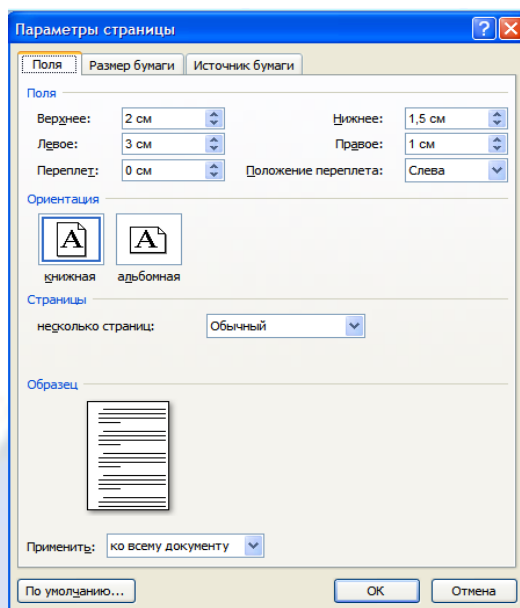 Параметры страницы
Поля Размер бумаги Источник бумаги
Поля
Верхнее: 2 см Нижнее: 1,5 см
Левое: 3 см Правое: 1 см
Переплет: 0 см Положение переплета: Слева
Ориентация
A A
книжная альбомная
Страницы
несколько страниц: Обычный
Образец
Применить: ко всему документу
По умолчанию... ОК Отмена